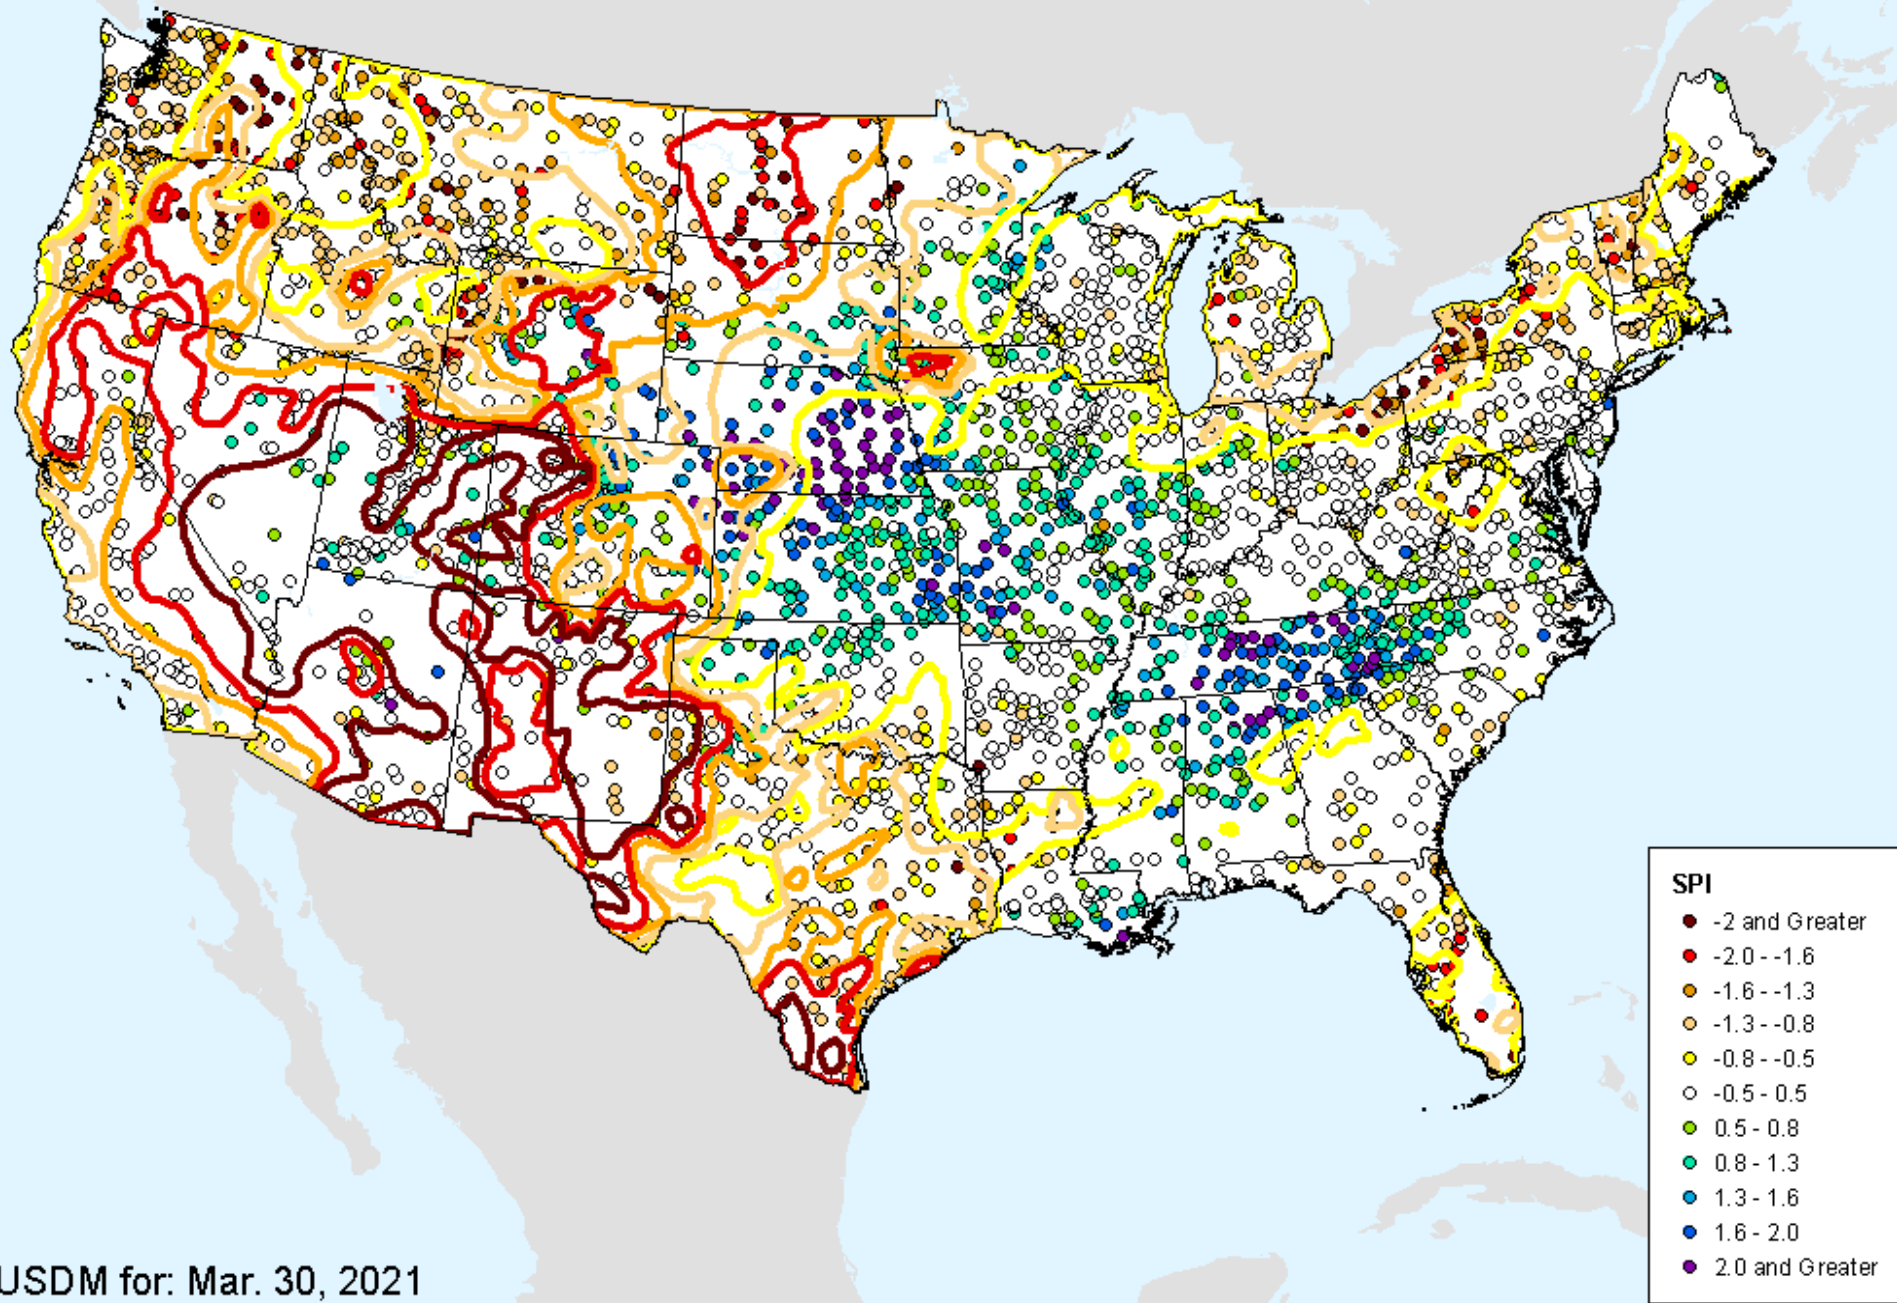 SPI
-2 and Greater
-2.0 - -1.6
-1.6 - -1.3
-1.3 - -0.8
-0.8 - -0.5
-0.5 - 0.5
0.5 - 0.8
0.8 - 1.3
1.3 - 1.6
1.6 - 2.0
2.0 and Greater
USDM for: Mar. 30, 2021